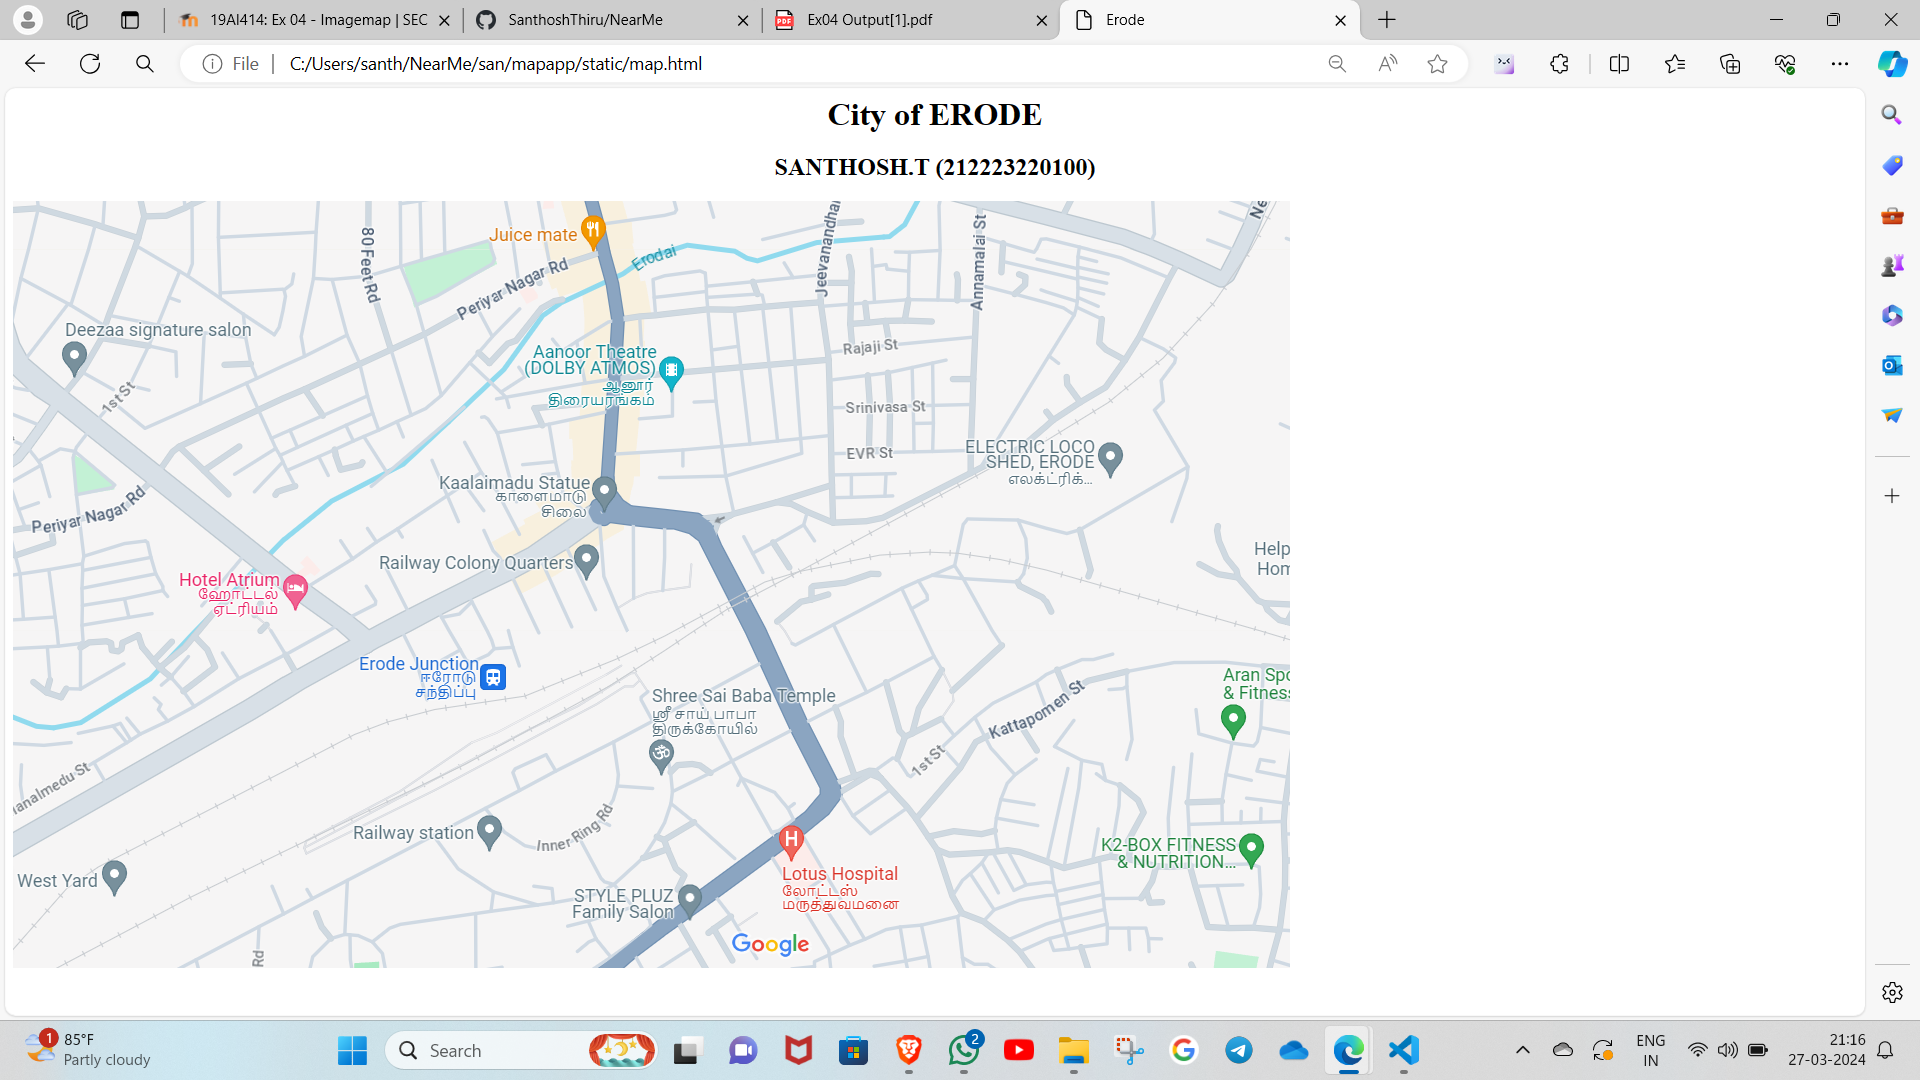 19AI414: Ex 04 - Imagemap | SEC
SanthoshThiru/NearMe
Ex04 Output[1].pdf
Erode
File
C:/Users/santh/NearMe/san/mapapp/static/map.html
City of ERODE
SANTHOSH.T (212223220100)
Juice mate
Erodai
80 Feet Rd
Periyar Nagar Rd
Jeevanandhan
Annamalai St
Ne
Deezaa signature salon
1st St
Aanoor Theatre
(DOLBY ATMOS)
ஆனூர்
திரையரங்கம்
Rajaji St
Srinivasa St
EVR St
ELECTRIC LOCO
SHED, ERODE
எலக்ட்ரிக்...
Kaalaimadu Statue
காளைமாடு
சிலை
Periyar Nagar Rd
Railway Colony Quarters
Help
Hom
Hotel Atrium
ஹோட்டல்
ஏட்ரியம்
Erode Junction
ஈரோடு
சந்திப்பு
Shree Sai Baba Temple
ஸ்ரீ சாய் பாபா
திருக்கோயில்
Aran Spo
& Fitness
Kattapomen St
1st St
analmedu St
Railway station
Inner Ring Rd
K2-BOX FITNESS
& NUTRITION...
West Yard
Lotus Hospital
லோட்டஸ்
மருத்துவமனை
STYLE PLUZ
Family Salon
Google
Rd
1
85°F
Partly cloudy
Search
2
ENG
IN
21:16
27-03-2024